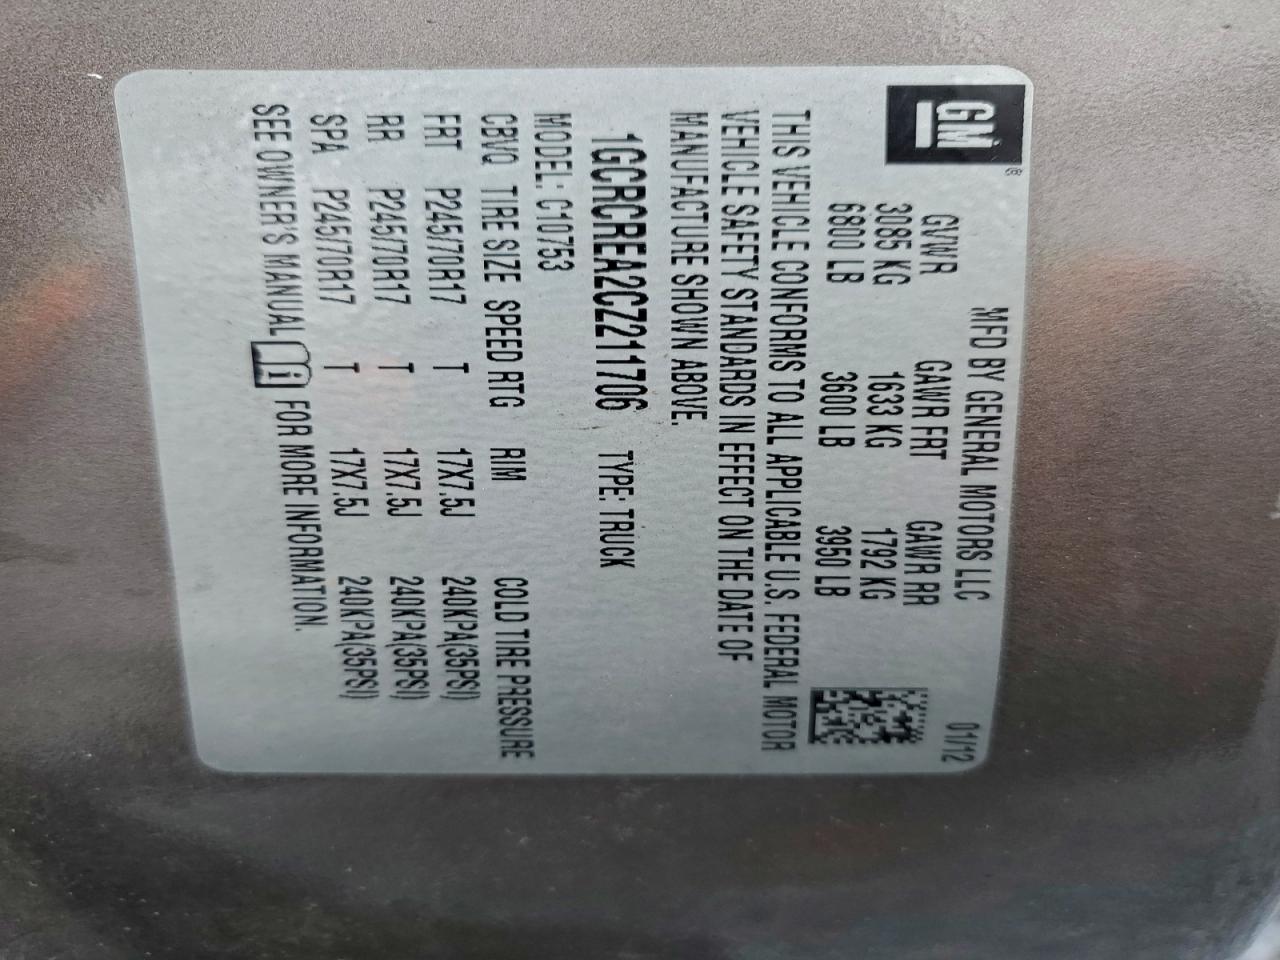 GM ®
MFD BY GENERAL MOTORS LLC 01/12
GVWR GAWR FRT GAWR RR
3085 KG 1633 KG 1792 KG
6800 LB 3600 LB 3950 LB
THIS VEHICLE CONFORMS TO ALL APPLICABLE U.S. FEDERAL MOTOR
VEHICLE SAFETY STANDARDS IN EFFECT ON THE DATE OF
MANUFACTURE SHOWN ABOVE.
1GCRCREA2CZ211706 TYPE: TRUCK
MODEL: C10753
CBVQ TIRE SIZE SPEED RTG RIM COLD TIRE PRESSURE
FRT P245/70R17 T 17X7.5J 240KPA(35PSI)
RR P245/70R17 T 17X7.5J 240KPA(35PSI)
SPA P245/70R17 T 17X7.5J 240KPA(35PSI)
SEE OWNER'S MANUAL i FOR MORE INFORMATION.